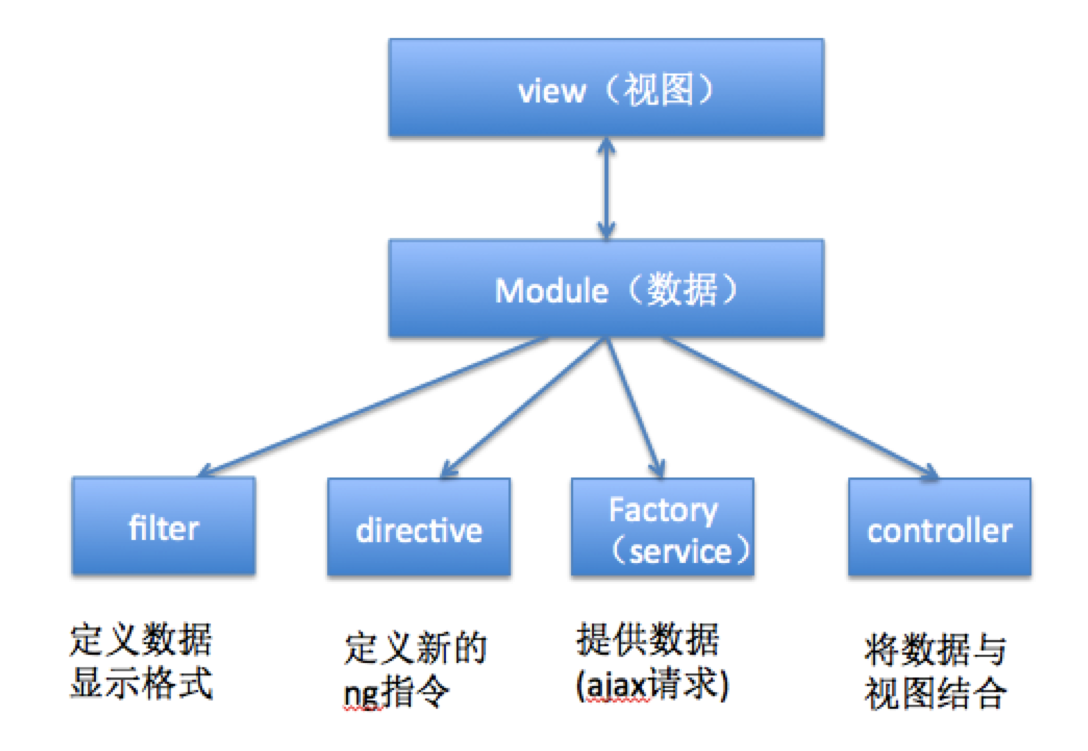 view（视图）
Module（数据）
filter
directive
Factory
（service）
controller
定义数据
显示格式
定义新的
ng指令
提供数据
(ajax请求)
将数据与
视图结合